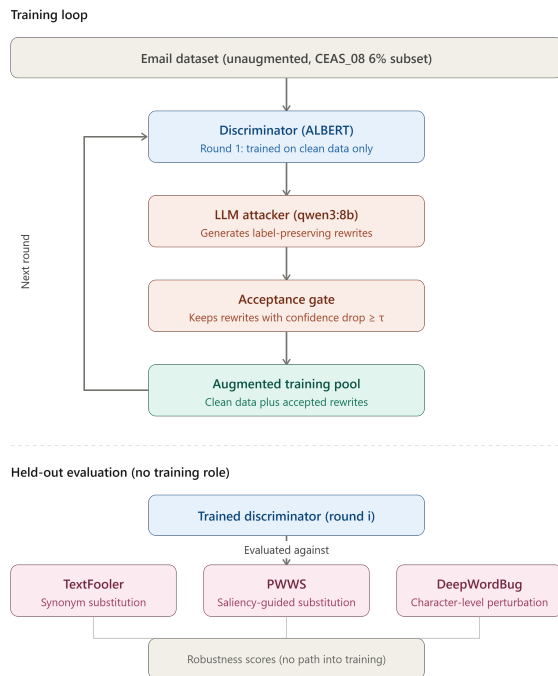 Training loop
Email dataset (unaugmented, CEAS_08 6% subset)
Discriminator (ALBERT)
Round 1: trained on clean data only
LLM attacker (qwen3:8b)
Generates label-preserving rewrites
Next round
Acceptance gate
Keeps rewrites with confidence drop ≥ τ
Augmented training pool
Clean data plus accepted rewrites
Held-out evaluation (no training role)
Trained discriminator (round i)
Evaluated against
TextFooler
Synonym substitution
PWWS
Saliency-guided substitution
DeepWordBug
Character-level perturbation
Robustness scores (no path into training)